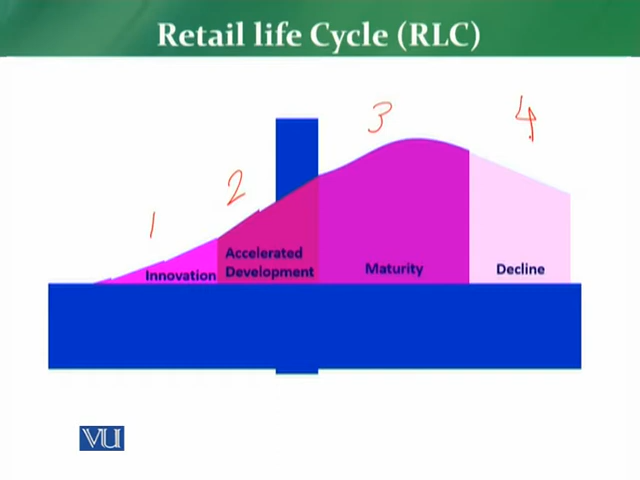 Retail life Cycle (RLC)
1
2
3
4
Innovation
Accelerated
Development
Maturity
Decline
VU